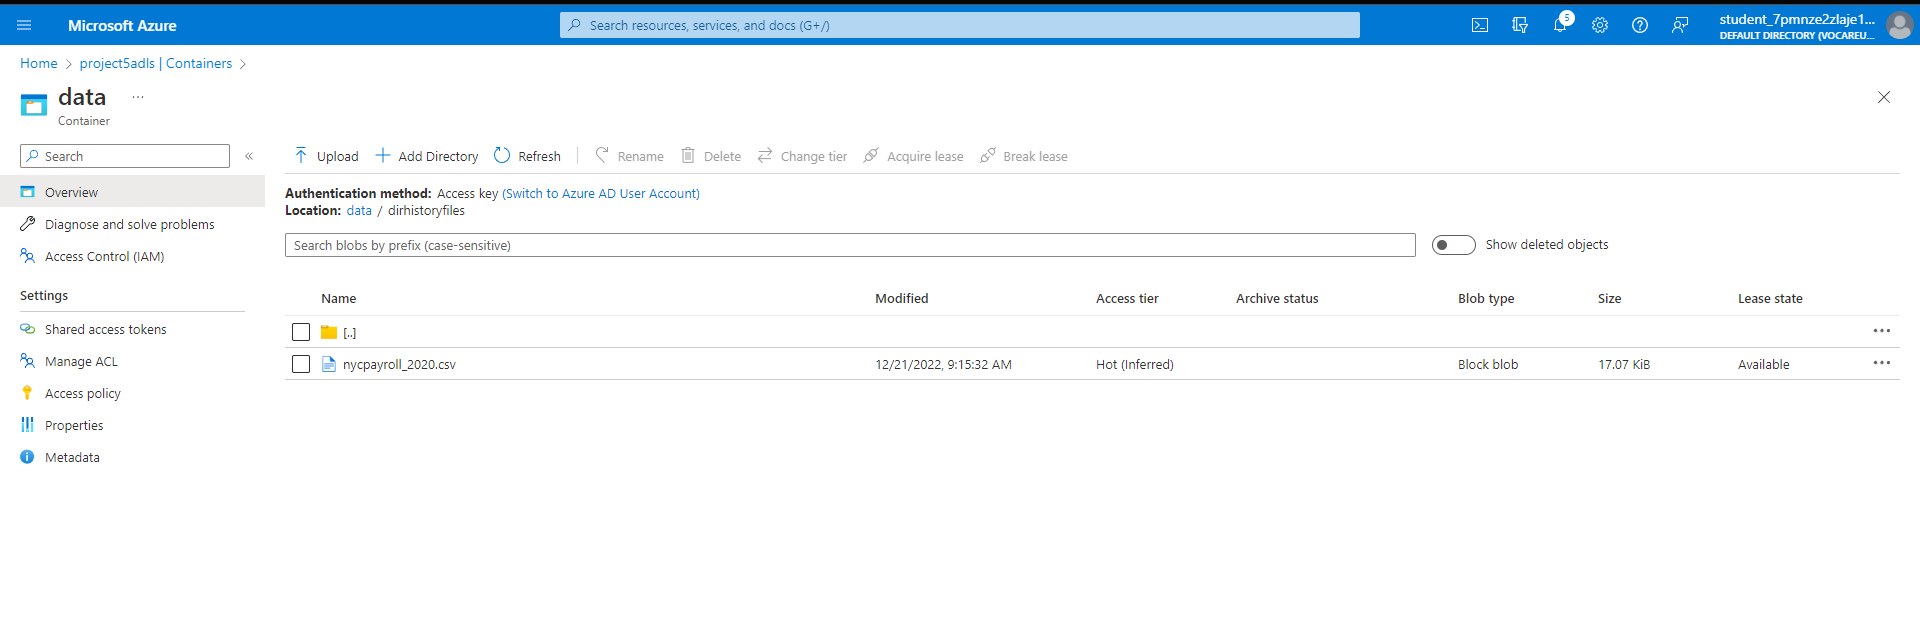 Microsoft Azure
Search resources, services, and docs (G+/)
5
student_7pmnze2zlaje1...
DEFAULT DIRECTORY (VOCAREU...
Home > project5adls | Containers >
data ...
Container
Search «
Upload Add Directory Refresh Rename Delete Change tier Acquire lease Break lease
Overview
Diagnose and solve problems
Access Control (IAM)
Settings
Shared access tokens
Manage ACL
Access policy
Properties
Metadata
Authentication method: Access key (Switch to Azure AD User Account)
Location: data / dirhistoryfiles
Search blobs by prefix (case-sensitive)
Show deleted objects
Name Modified Access tier Archive status Blob type Size Lease state
[..] ...
nycpayroll_2020.csv 12/21/2022, 9:15:32 AM Hot (Inferred) Block blob 17.07 KiB Available ...